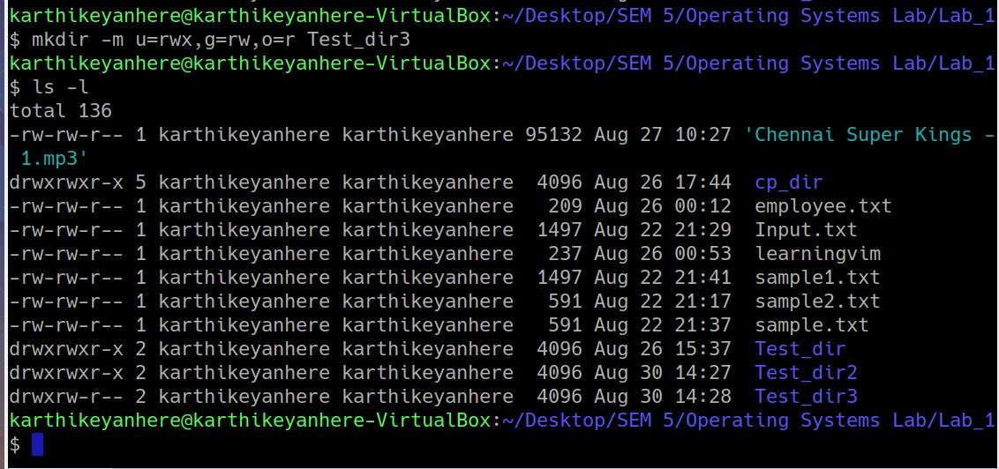 karthikeyanhere@karthikeyanhere-VirtualBox:~/Desktop/SEM 5/Operating Systems Lab/Lab_1
$ mkdir -m u=rwx,g=rw,o=r Test_dir3
karthikeyanhere@karthikeyanhere-VirtualBox:~/Desktop/SEM 5/Operating Systems Lab/Lab_1
$ ls -l
total 136
-rw-rw-r-- 1 karthikeyanhere karthikeyanhere 95132 Aug 27 10:27 'Chennai Super Kings -
 1.mp3'
drwxrwxr-x 5 karthikeyanhere karthikeyanhere  4096 Aug 26 17:44  cp_dir
-rw-rw-r-- 1 karthikeyanhere karthikeyanhere   209 Aug 26 00:12  employee.txt
-rw-rw-r-- 1 karthikeyanhere karthikeyanhere  1497 Aug 22 21:29  Input.txt
-rw-rw-r-- 1 karthikeyanhere karthikeyanhere   237 Aug 26 00:53  learningvim
-rw-rw-r-- 1 karthikeyanhere karthikeyanhere  1497 Aug 22 21:41  sample1.txt
-rw-rw-r-- 1 karthikeyanhere karthikeyanhere   591 Aug 22 21:17  sample2.txt
-rw-rw-r-- 1 karthikeyanhere karthikeyanhere   591 Aug 22 21:37  sample.txt
drwxrwxr-x 2 karthikeyanhere karthikeyanhere  4096 Aug 26 15:37  Test_dir
drwxrwxr-x 2 karthikeyanhere karthikeyanhere  4096 Aug 30 14:27  Test_dir2
drwxrw-r-- 2 karthikeyanhere karthikeyanhere  4096 Aug 30 14:28  Test_dir3
karthikeyanhere@karthikeyanhere-VirtualBox:~/Desktop/SEM 5/Operating Systems Lab/Lab_1
$